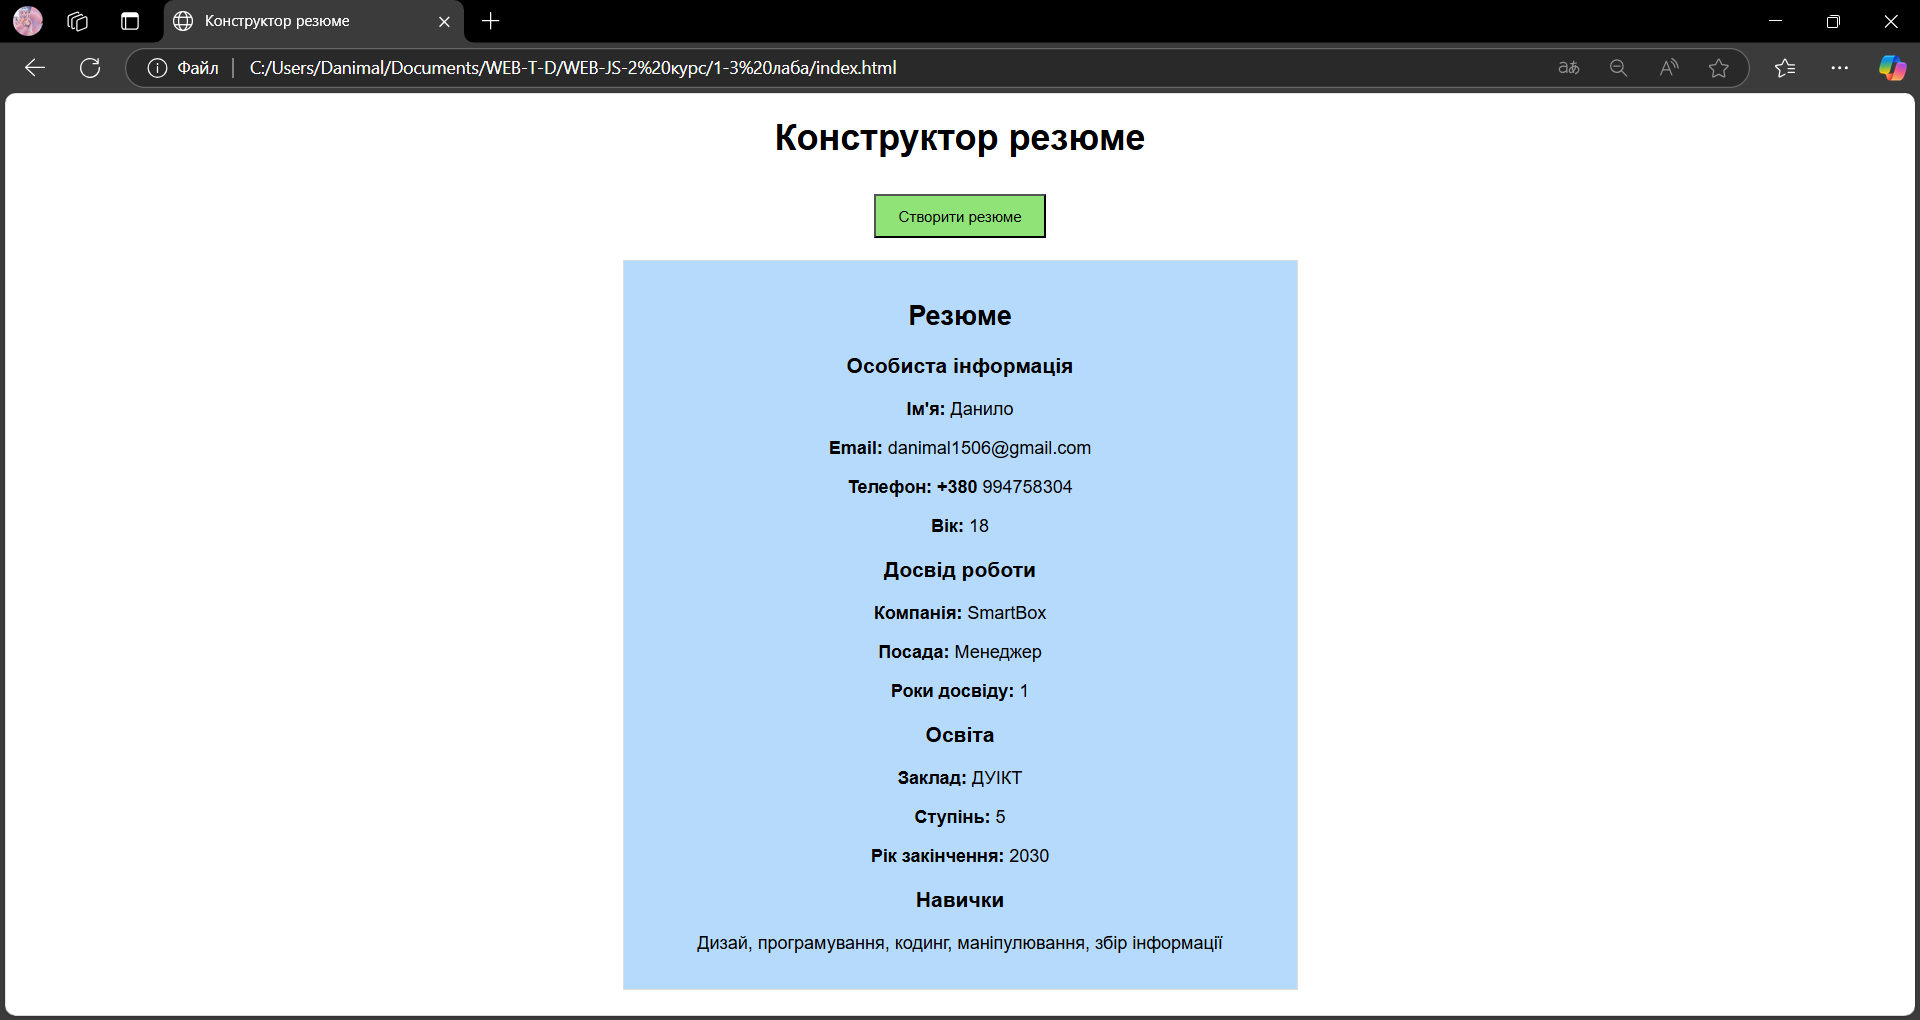 Конструктор резюме
Файл
C:/Users/Danimal/Documents/WEB-T-D/WEB-JS-2%20курс/1-3%20лаба/index.html
Конструктор резюме
Створити резюме
Резюме
Особиста інформація
Ім'я: Данило
Email: danimal1506@gmail.com
Телефон: +380 994758304
Вік: 18
Досвід роботи
Компанія: SmartBox
Посада: Менеджер
Роки досвіду: 1
Освіта
Заклад: ДУІКТ
Ступінь: 5
Рік закінчення: 2030
Навички
Дизай, програмування, кодинг, маніпулювання, збір інформації